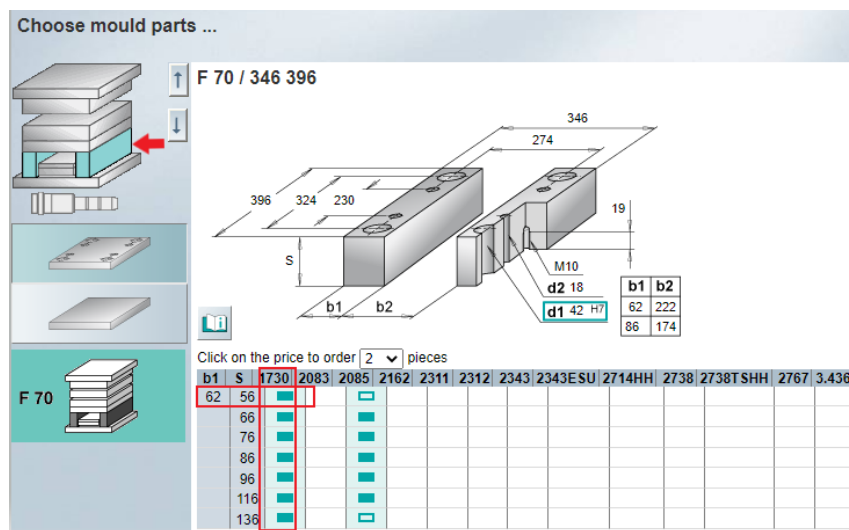 Choose mould parts ...
F 70 / 346 396
346
274
396 324 230
19
S
M10
d2 18
d1 42 H7
b1 b2
b1 b2
62 222
86 174
Click on the price to order 2 pieces
b1 S 1730 2083 2085 2162 2311 2312 2343 2343ESU 2714HH 2738 2738TSHH 2767 3.436
62 56
66
76
86
96
116
136
F 70